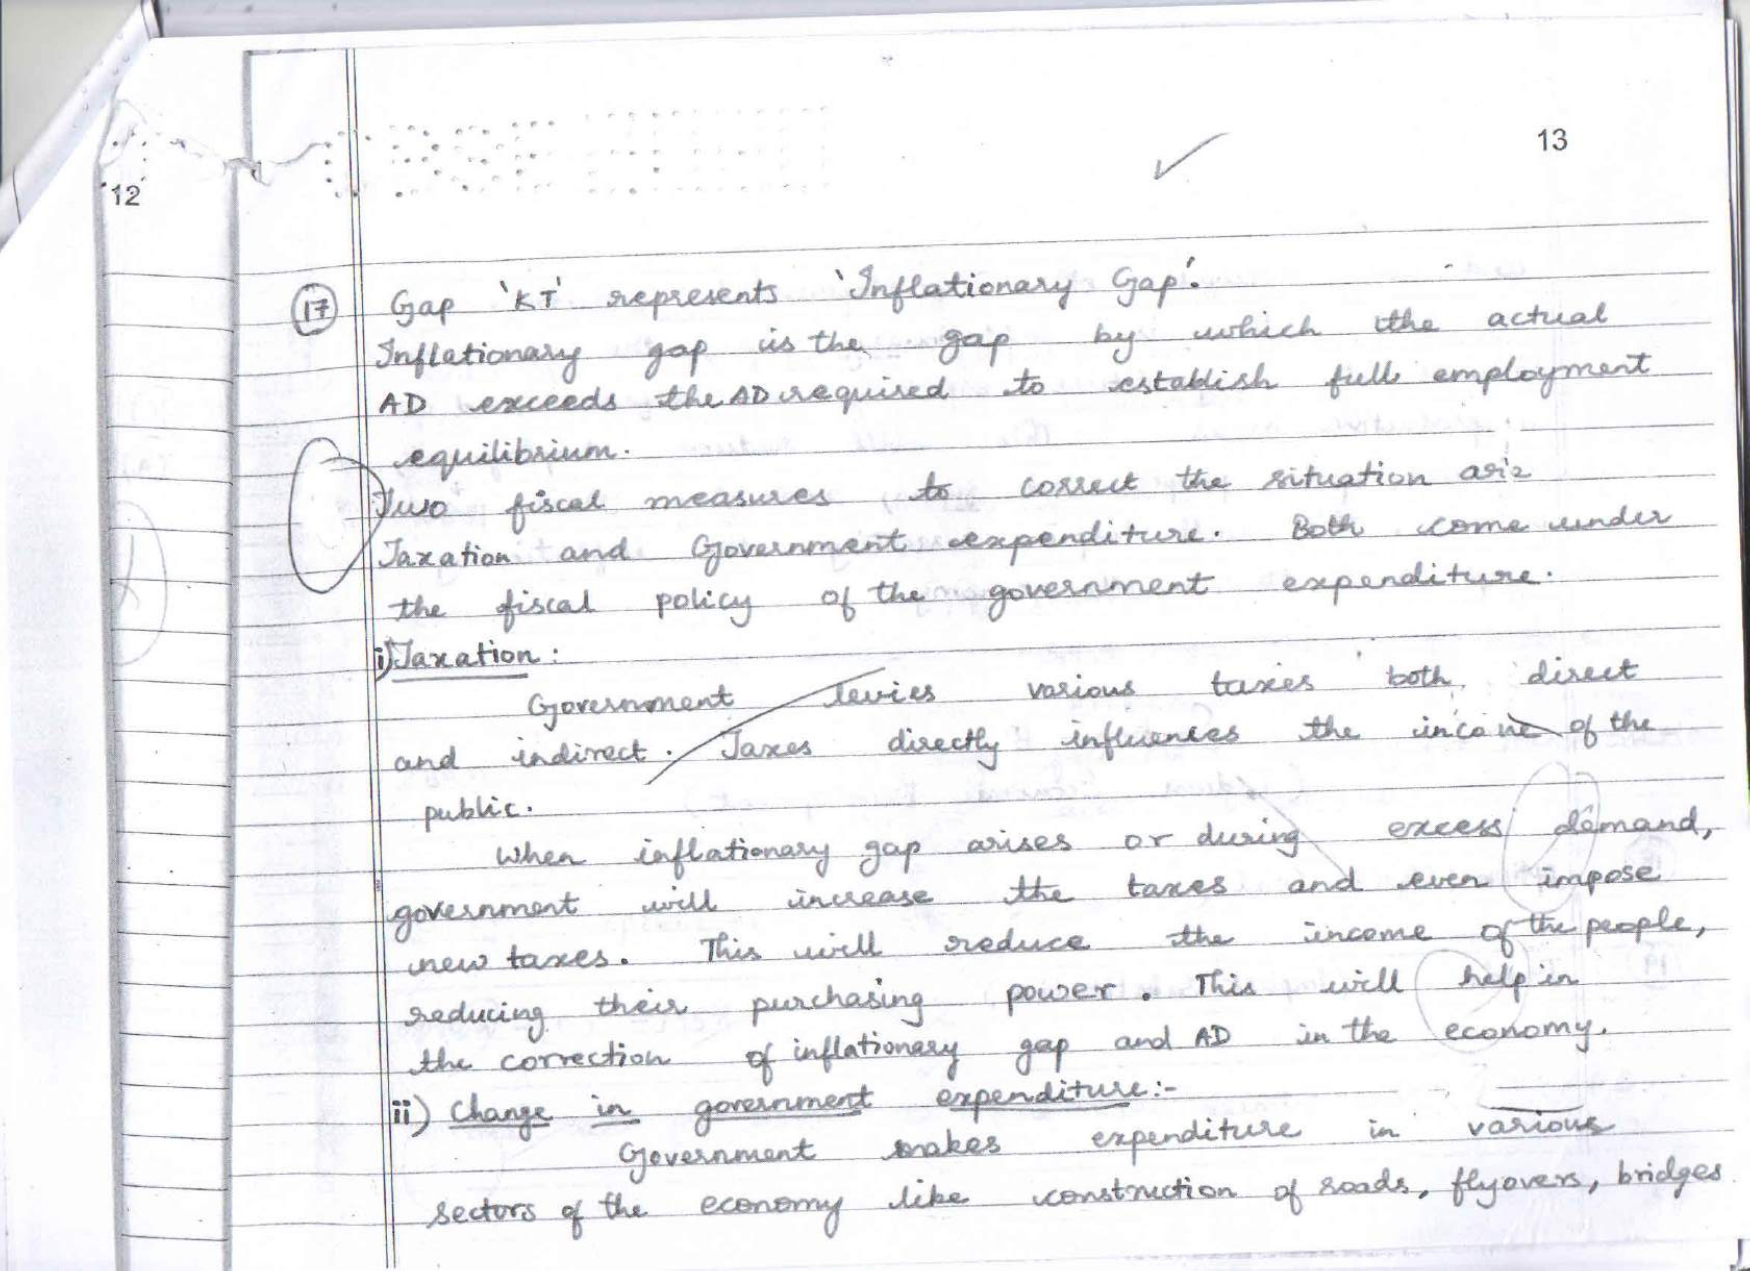 13
12
17 Gap 'KT' represents 'Inflationary Gap'.
Inflationary gap is the gap by which the actual
AD exceeds the AD required to establish full employment
equilibrium.
Two fiscal measures to correct the situation
Taxation and Government expenditure. Both come under
the fiscal policy of the government expenditure.
i) Taxation:
Government levies various taxes both direct
and indirect. Taxes directly influences the income of the
public.
When inflationary gap arises or during excess demand,
government will increase the taxes and even impose
new taxes. This will reduce the income of the people,
reducing their purchasing power. This will help in
the correction of inflationary gap and AD in the economy.
ii) Change in government expenditure:-
Government makes expenditure in various
sectors of the economy like construction of roads, flyovers, bridges